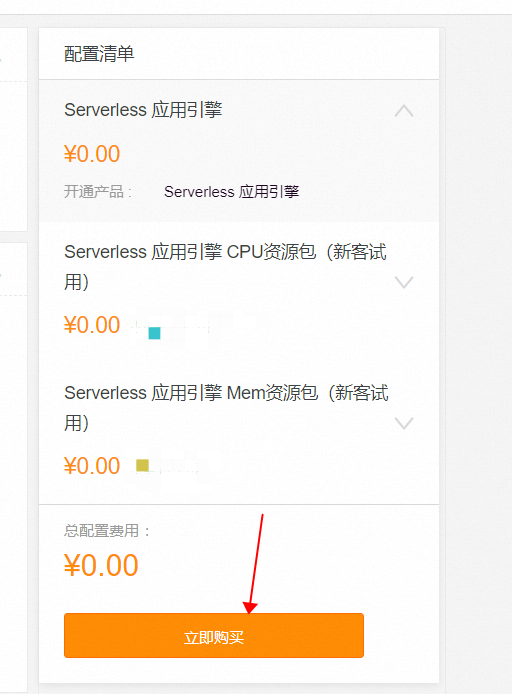 配置清单
Serverless 应用引擎
¥0.00
开通产品： Serverless 应用引擎
Serverless 应用引擎 CPU资源包（新客试
用）
¥0.00
Serverless 应用引擎 Mem资源包（新客试
用）
¥0.00
总配置费用：
¥0.00
立即购买